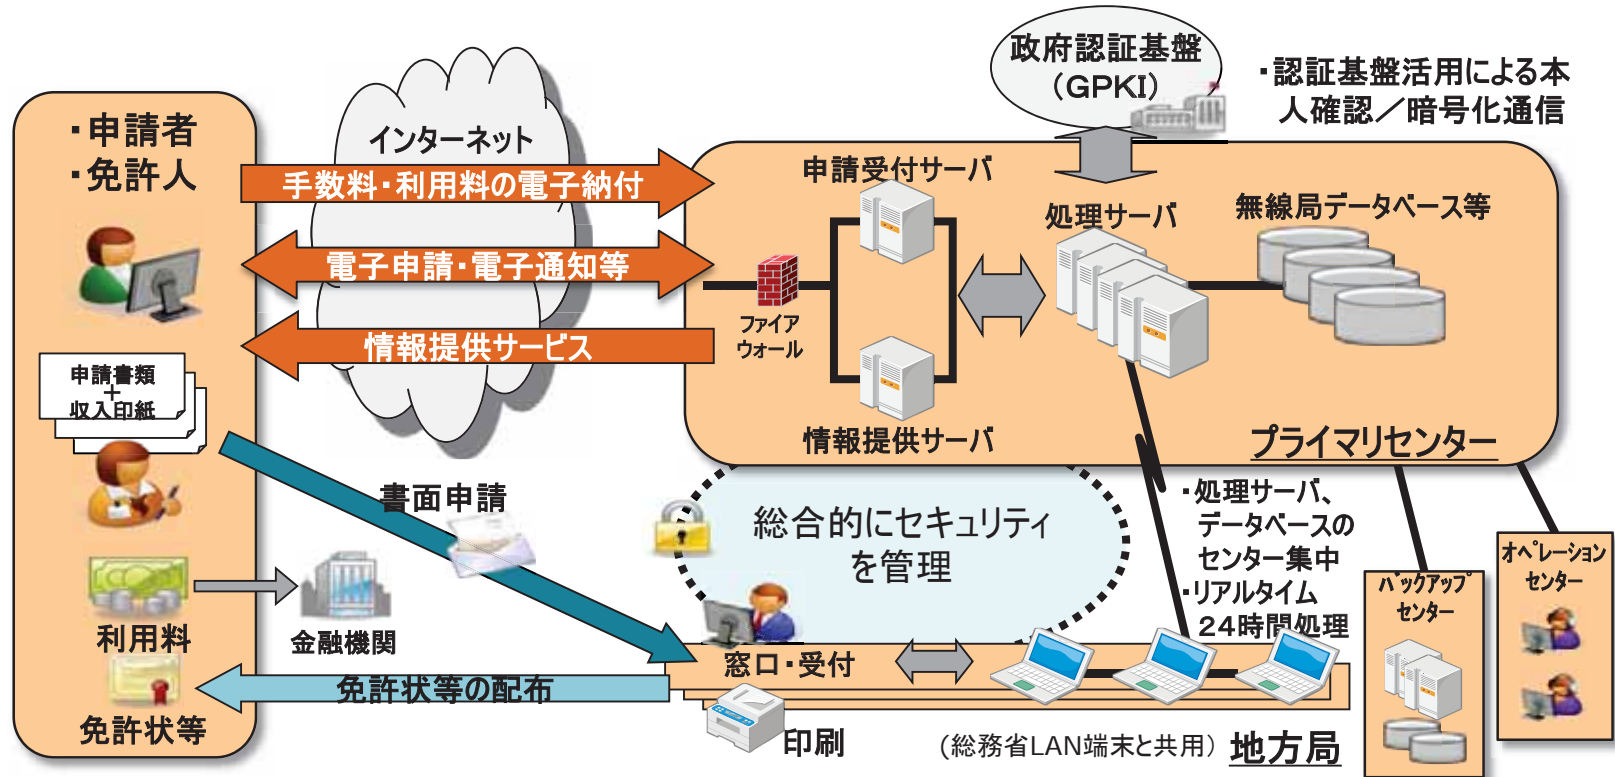 政府認証基盤
（GPKI）
・認証基盤活用による本
人確認／暗号化通信
・申請者
・免許人
インターネット
手数料・利用料の電子納付
電子申請・電子通知等
情報提供サービス
申請受付サーバ
処理サーバ
無線局データベース等
ファイア
ウォール
情報提供サーバ
プライマリセンター
申請書類
＋
収入印紙
書面申請
総合的にセキュリティ
を管理
・処理サーバ、
データベースの
センター集中
・リアルタイム
２４時間処理
バックアップ
センター
オペレーション
センター
利用料
金融機関
窓口・受付
免許状等の配布
免許状等
印刷
（総務省LAN端末と共用）
地方局